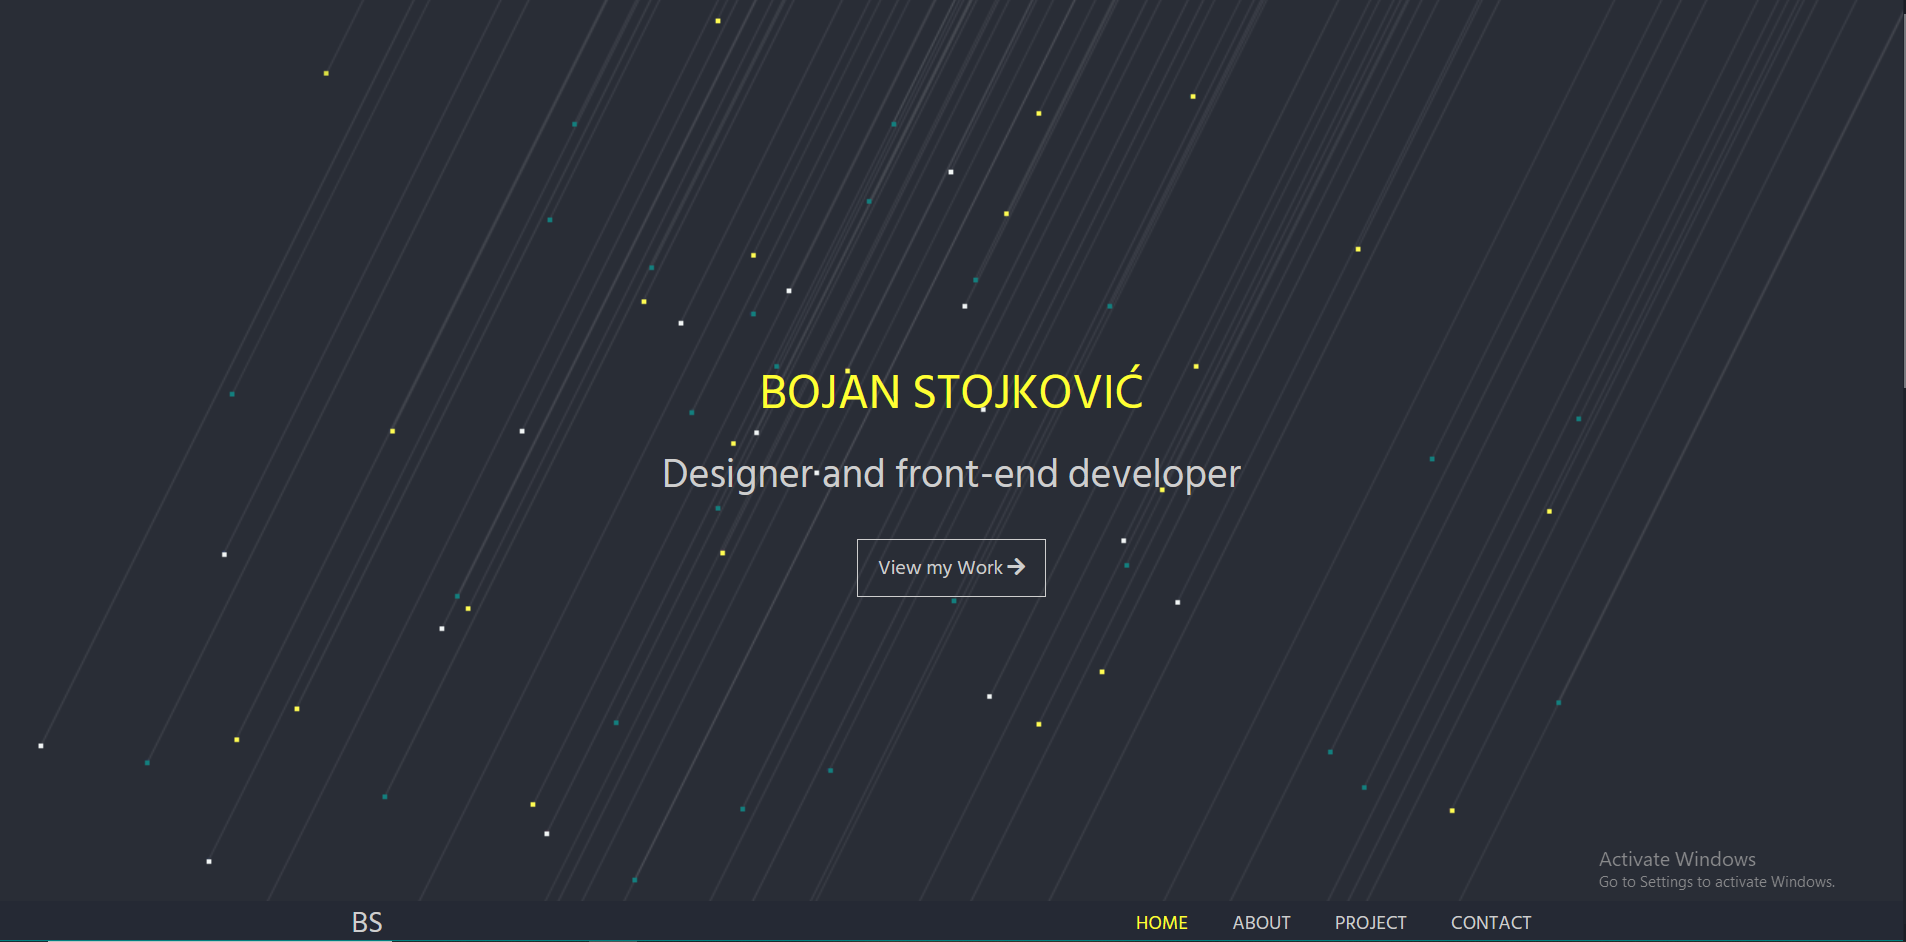 BOJAN STOJKOVIĆ
Designer and front-end developer
View my Work
Activate Windows
Go to Settings to activate Windows.
BS
HOME ABOUT PROJECT CONTACT